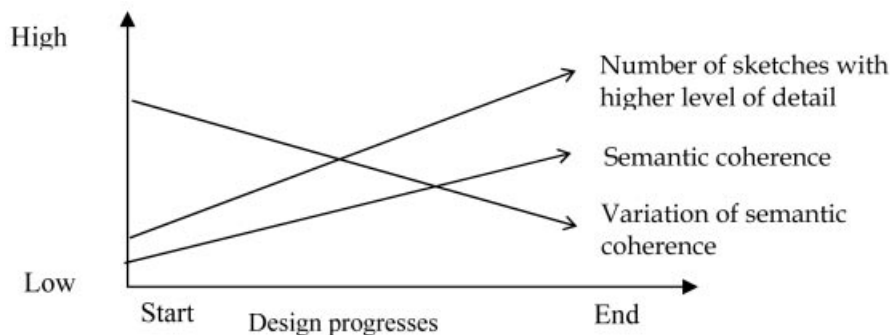 High
Number of sketches with
higher level of detail
Semantic coherence
Variation of semantic
coherence
Low
Start
Design progresses
End